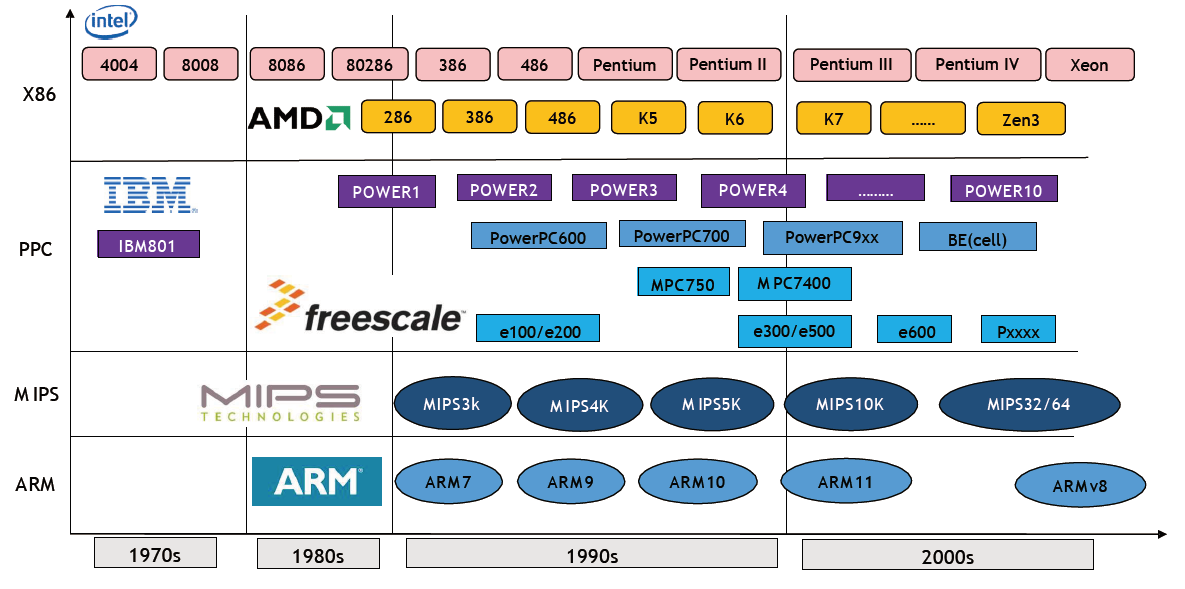 intel
4004 8008 8086 80286 386 486 Pentium Pentium II Pentium III Pentium IV Xeon
X86
AMD 286 386 486 K5 K6 K7 ...... Zen3
IBM POWER1 POWER2 POWER3 POWER4 ......... POWER10
PPC
IBM801 PowerPC600 PowerPC700 PowerPC9xx BE(cell)
MPC750 MPC7400
freescale™ e100/e200 e300/e500 e600 Pxxxx
MIPS
MIPS TECHNOLOGIES MIPS3k MIPS4K MIPS5K MIPS10K MIPS32/64
ARM
ARM® ARM7 ARM9 ARM10 ARM11 ARMv8
1970s 1980s 1990s 2000s